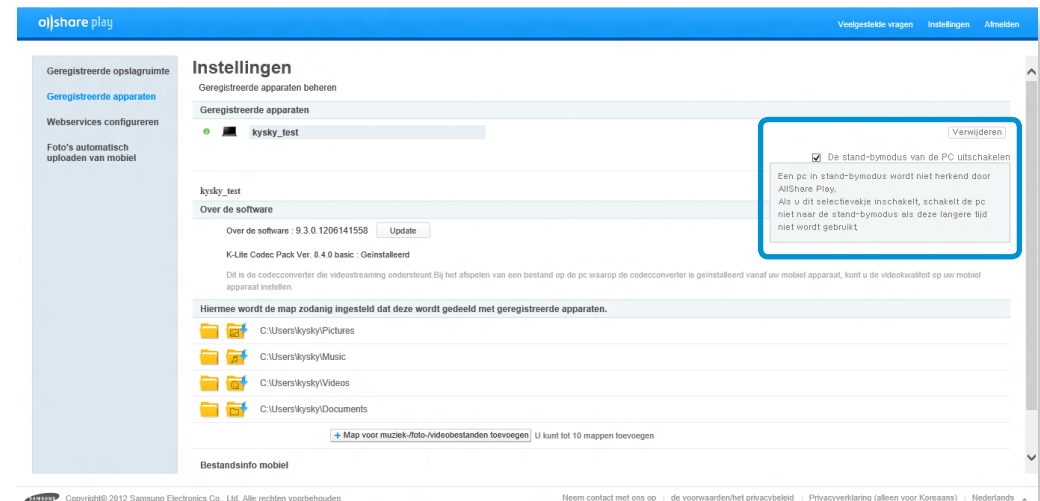 allshare play
Veelgestelde vragen Instellingen Afmelden
Geregistreerde opslagruimte
Geregistreerde apparaten
Webservices configureren
Foto's automatisch
uploaden van mobiel
Instellingen
Geregistreerde apparaten beheren
Geregistreerde apparaten
kysky_test
Verwijderen
De stand-bymodus van de PC uitschakelen
Een pc in stand-bymodus wordt niet herkend door
AllShare Play.
Als u dit selectievakje inschakelt, schakelt de pc
niet naar de stand-bymodus als deze langere tijd
niet wordt gebruikt.
kysky_test
Over de software
Over de software : 9.3.0.1206141558 Update
K-Lite Codec Pack Ver. 8.4.0 basic : Geïnstalleerd
Dit is de codecconverter die videostreaming ondersteunt.Bij het afspelen van een bestand op de pc waarop de codecconverter is geïnstalleerd vanaf uw mobiel apparaat, kunt u de videokwaliteit op uw mobiel
apparaat instellen.
Hiermee wordt de map zodanig ingesteld dat deze wordt gedeeld met geregistreerde apparaten.
C:\Users\kysky\Pictures
C:\Users\kysky\Music
C:\Users\kysky\Videos
C:\Users\kysky\Documents
+ Map voor muziek-/foto-/videobestanden toevoegen U kunt tot 10 mappen toevoegen
Bestandsinfo mobiel
SAMSUNG Copyright© 2012 Samsung Electronics Co., Ltd. Alle rechten voorbehouden.
Neem contact met ons op | de voorwaarden/het privacybeleid | Privacyverklaring (alleen voor Koreaans) | Nederlands